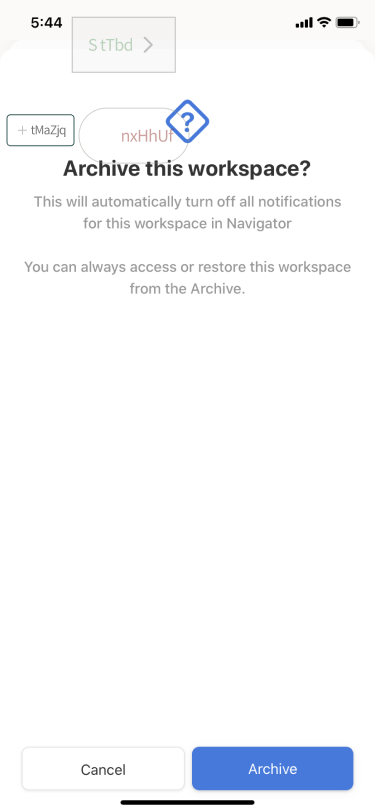 5:44
StTbd
+ tMaZjq
nxHhUf
?
Archive this workspace?
This will automatically turn off all notifications
for this workspace in Navigator
You can always access or restore this workspace
from the Archive.
Cancel
Archive